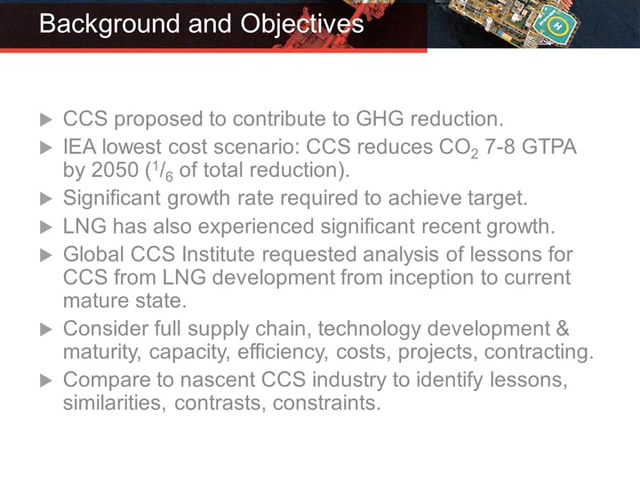 Background and Objectives
CCS proposed to contribute to GHG reduction.
IEA lowest cost scenario: CCS reduces CO₂ 7-8 GTPA
by 2050 (¹/₆ of total reduction).
Significant growth rate required to achieve target.
LNG has also experienced significant recent growth.
Global CCS Institute requested analysis of lessons for
CCS from LNG development from inception to current
mature state.
Consider full supply chain, technology development &
maturity, capacity, efficiency, costs, projects, contracting.
Compare to nascent CCS industry to identify lessons,
similarities, contrasts, constraints.